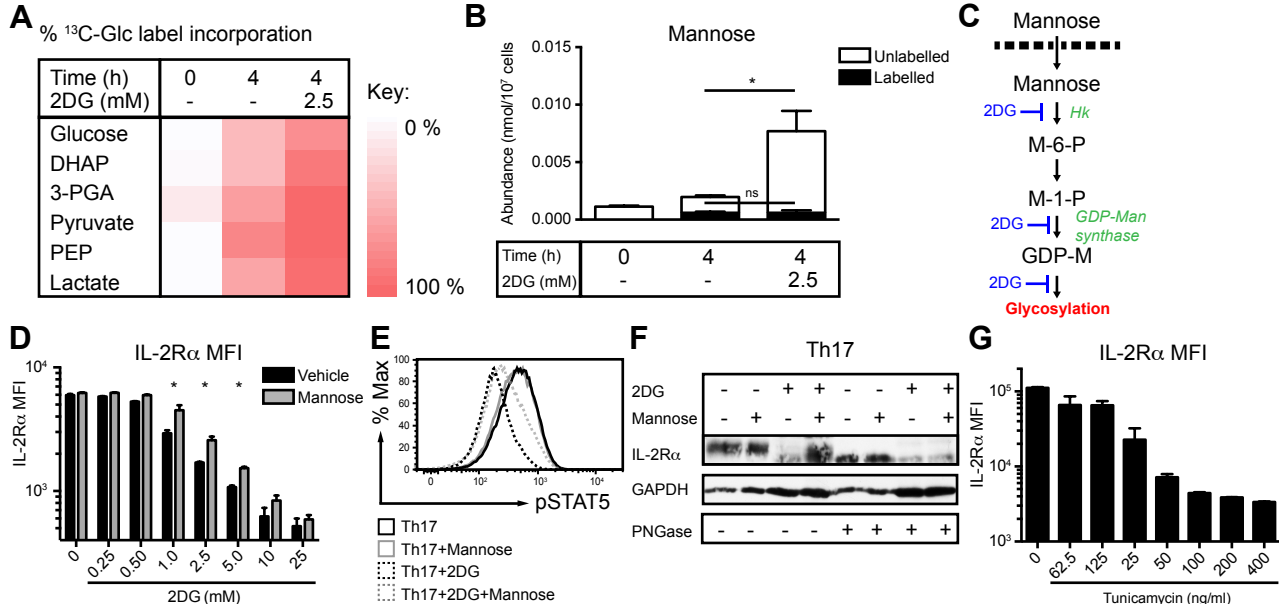 A
% ¹³C-Glc label incorporation
Time (h) 0 4 4
2DG (mM) - - 2.5
Glucose
DHAP
3-PGA
Pyruvate
PEP
Lactate
Key:
0 %
100 %
B
Mannose
Abundance (nmol/10⁷ cells)
0.015
0.010
0.005
0.000
Unlabelled
Labelled
*
ns
Time (h) 0 4 4
2DG (mM) - - 2.5
C
Mannose
Mannose
2DG Hk
M-6-P
M-1-P
2DG GDP-Man
synthase
GDP-M
2DG
Glycosylation
D
IL-2Rα MFI
IL-2Rα MFI
10⁴
10³
Vehicle
Mannose
* * *
0 0.25 0.50 1.0 2.5 5.0 10 25
2DG (mM)
E
% Max
100
80
60
40
20
0
0 10² 10³ 10⁴
pSTAT5
Th17
Th17+Mannose
Th17+2DG
Th17+2DG+Mannose
F
Th17
2DG - - + + - - + +
Mannose - + - + - + - +
IL-2Rα
GAPDH
PNGase - - - - + + + +
G
IL-2Rα MFI
IL-2Rα MFI
10⁵
10⁴
10³
0 62.5 125 25 50 100 200 400
Tunicamycin (ng/ml)